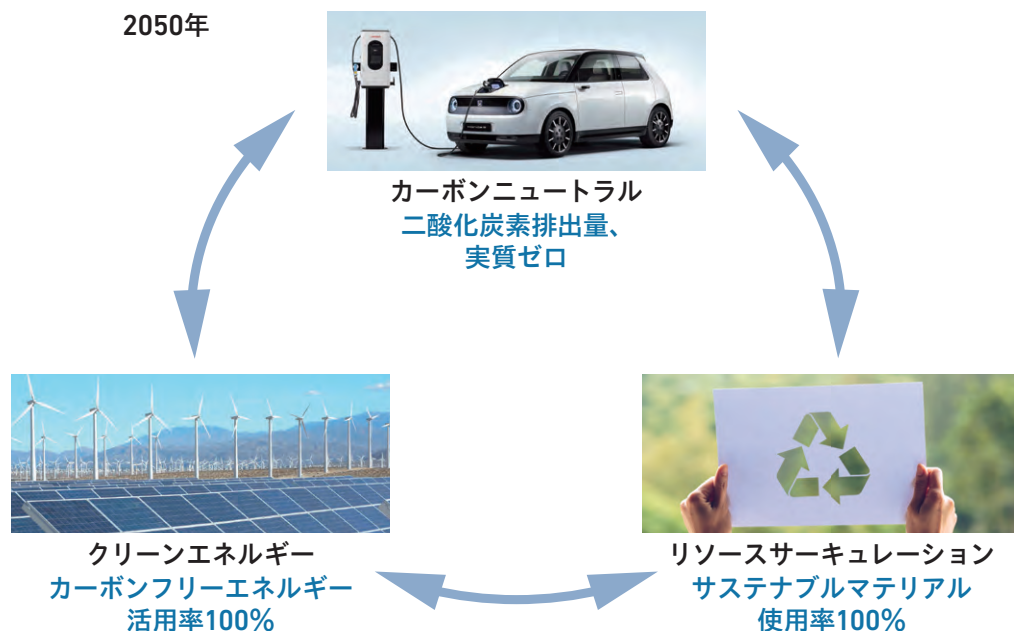 2050年
カーボンニュートラル
二酸化炭素排出量、
実質ゼロ
クリーンエネルギー
カーボンフリーエネルギー
活用率100%
リソースサーキュレーション
サステナブルマテリアル
使用率100%